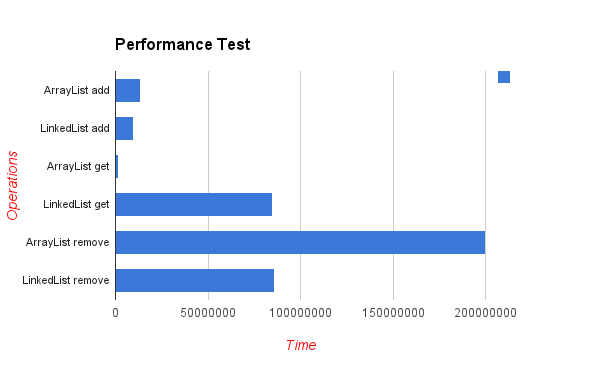 Performance Test
Operations
ArrayList add
LinkedList add
ArrayList get
LinkedList get
ArrayList remove
LinkedList remove
0 50000000 100000000 150000000 200000000
Time